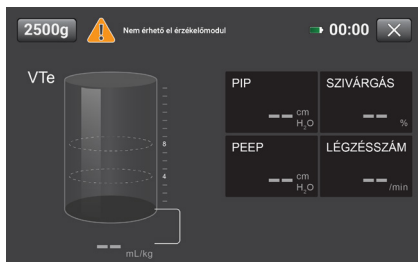 2500g
Nem érhető el érzékelőmodul
00:00
VTe
8
4
-- mL/kg
PIP
-- cm H₂O
SZIVÁRGÁS
-- %
PEEP
-- cm H₂O
LÉGZÉSSZÁM
-- /min